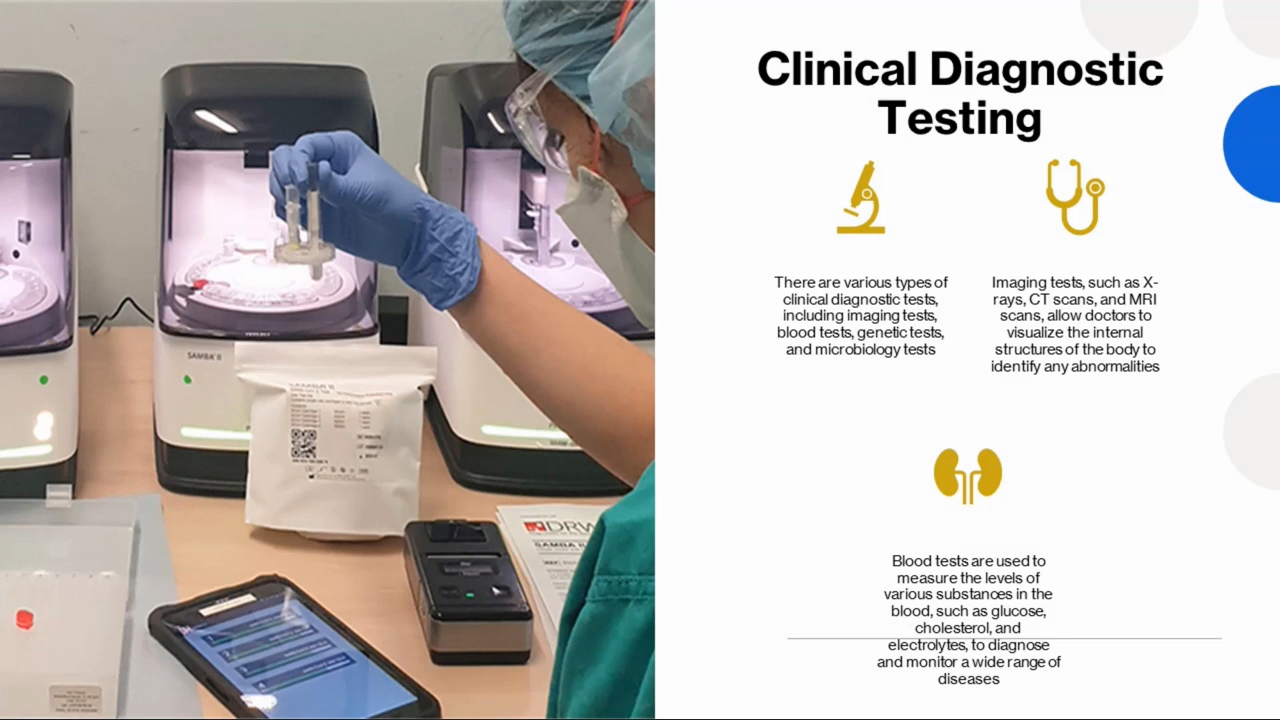 Clinical Diagnostic
Testing
There are various types of
clinical diagnostic tests,
including imaging tests,
blood tests, genetic tests,
and microbiology tests
Imaging tests, such as X-
rays, CT scans, and MRI
scans, allow doctors to
visualize the internal
structures of the body to
identify any abnormalities
Blood tests are used to
measure the levels of
various substances in the
blood, such as glucose,
cholesterol, and
electrolytes, to diagnose
and monitor a wide range of
diseases
SAMBA II
SAMBA II
DRW
SAMBA II